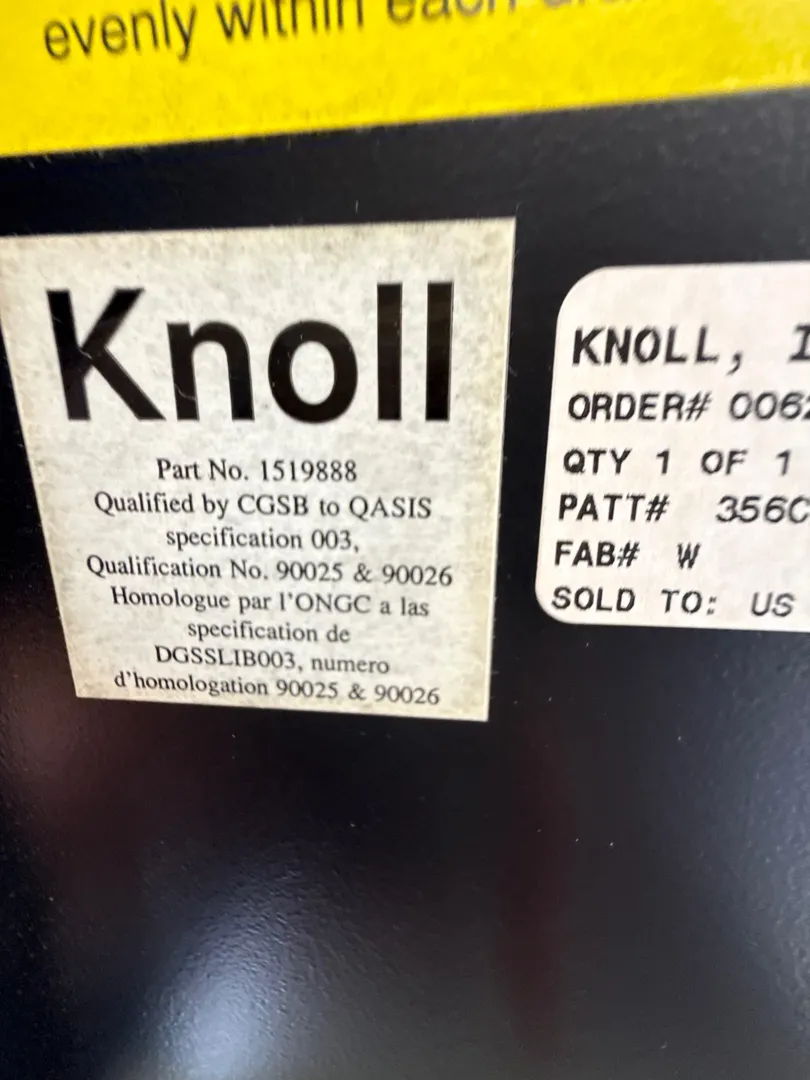 evenly within each
Knoll
Part No. 1519888
Qualified by CGSB to QASIS
specification 003,
Qualification No. 90025 & 90026
Homologue par l'ONGC a las
specification de
DGSSLIB003, numero
d'homologation 90025 & 90026
KNOLL,
ORDER# 006
QTY 1 OF 1
PATT# 356
FAB# W
SOLD TO: US